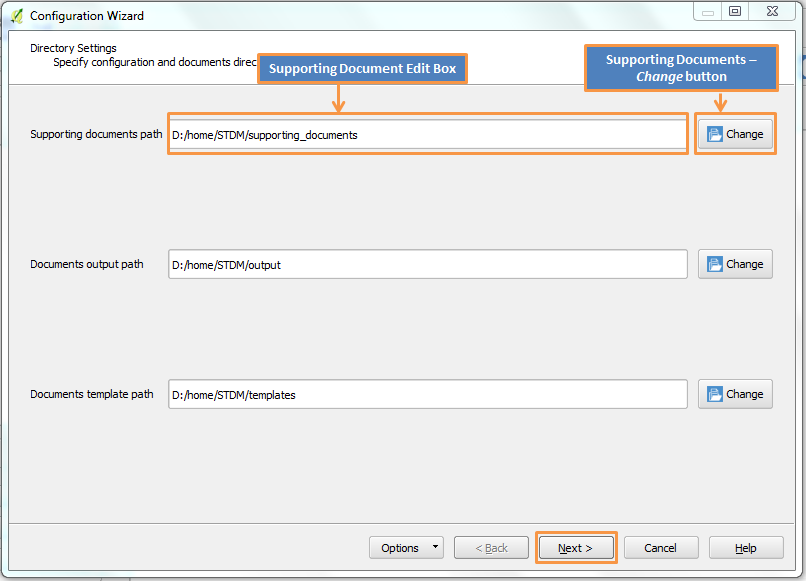 Configuration Wizard
Directory Settings
Specify configuration and documents direc
Supporting Document Edit Box
Supporting Documents –
Change button
Supporting documents path
D:/home/STDM/supporting_documents
Change
Documents output path
D:/home/STDM/output
Change
Documents template path
D:/home/STDM/templates
Change
Options
< Back
Next >
Cancel
Help